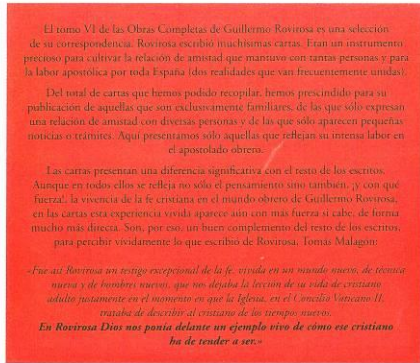 El tomo VI de las Obras Completas de Guillermo Rovirosa es una selección
de su correspondencia. Rovirosa escribió muchísimas cartas. Eran un instrumento
precioso para cultivar la relación de amistad que mantuvo con tantas personas y para
la labor apostólica por toda España (dos realidades que van frecuentemente unidas).
Del total de cartas que hemos podido recopilar, hemos prescindido para su
publicación de aquellas que son exclusivamente familiares, de las que sólo expresan
una relación de amistad con diversas personas y de las que sólo aparecen pequeñas
noticias o trámites. Aquí presentamos sólo aquellas que reflejan su intensa labor en
el apostolado obrero.
Las cartas presentan una diferencia significativa con el resto de los escritos.
Aunque en todos ellos se refleja no sólo el pensamiento sino también, ¡y con qué
fuerza!, la vivencia de la fe cristiana en el mundo obrero de Guillermo Rovirosa,
en las cartas esta experiencia vivida aparece aún con más fuerza si cabe, de forma
mucho más directa. Son, por eso, un buen complemento del resto de los escritos,
para percibir vívidamente lo que escribió de Rovirosa, Tomás Malagón:
«Fue así Rovirosa un testigo excepcional de la fe, vivida en un mundo nuevo, de técnica
nueva y de hombres nuevos, que nos dejaba la lección de su vida de cristiano
adulto justamente en el momento en que la Iglesia, en el Concilio Vaticano II,
trataba de describir al cristiano de los tiempos nuevos.
En Rovirosa Dios nos ponía delante un ejemplo vivo de cómo ese cristiano
ha de tender a ser.»